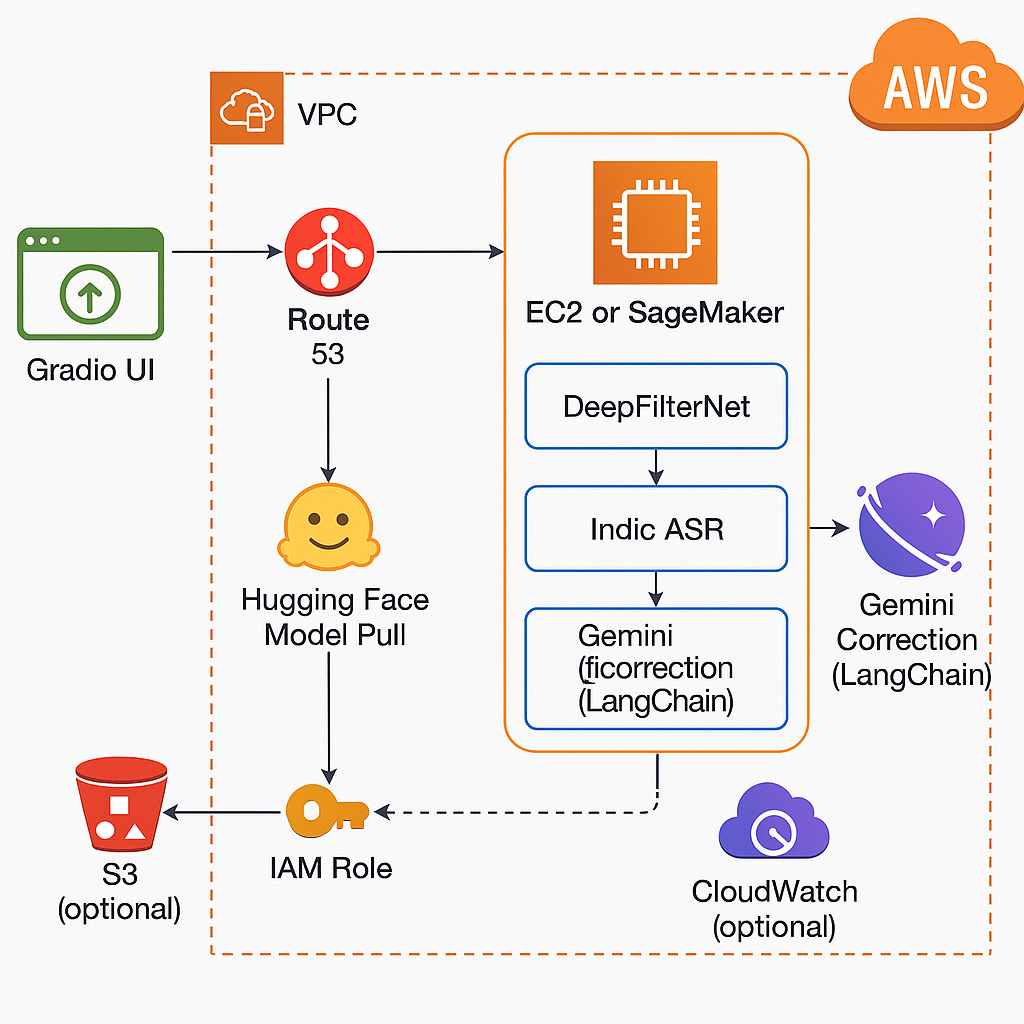 AWS
VPC
EC2 or SageMaker
Route
53
Gradio UI
DeepFilterNet
Indic ASR
Hugging Face
Model Pull
Gemini
(ficorrection
(LangChain)
Gemini
Correction
(LangChain)
IAM Role
S3
(optional)
CloudWatch
(optional)